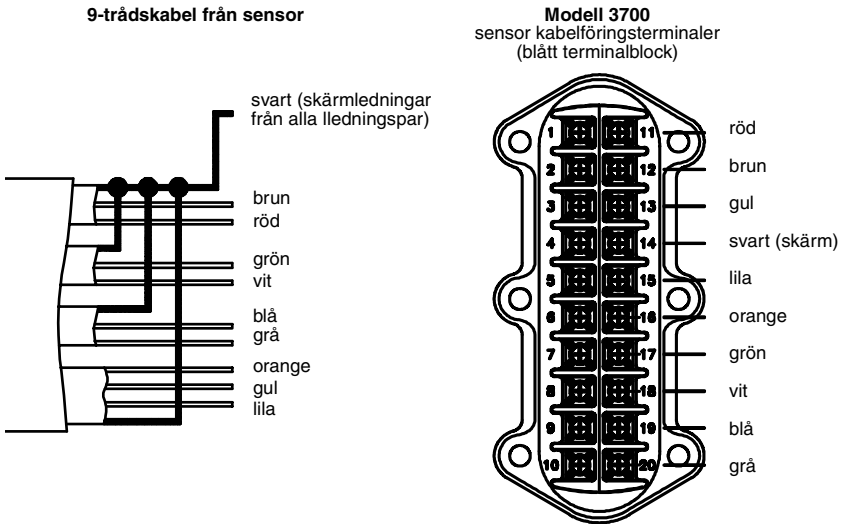 9-trådskabel från sensor
svart (skärmledningar
från alla lledningspar)
brun
röd
grön
vit
blå
grå
orange
gul
lila
Modell 3700
sensor kabelföringsterminaler
(blått terminalblock)
1 11 röd
2 12 brun
3 13 gul
4 14 svart (skärm)
5 15 lila
6 16 orange
7 17 grön
8 18 vit
9 19 blå
10 20 grå